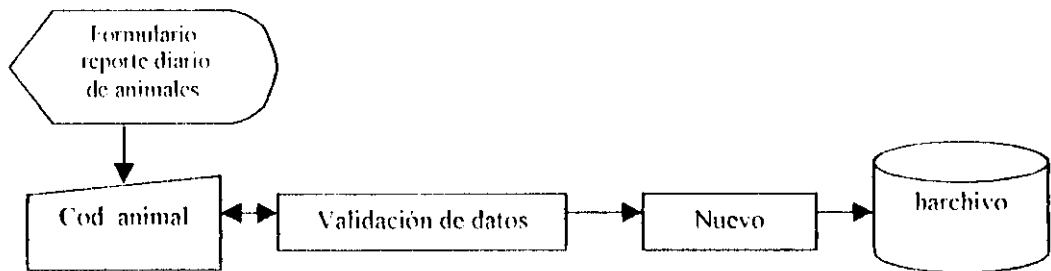 Formulario
reporte diario
de animales
Cod animal
Validación de datos
Nuevo
barchivo